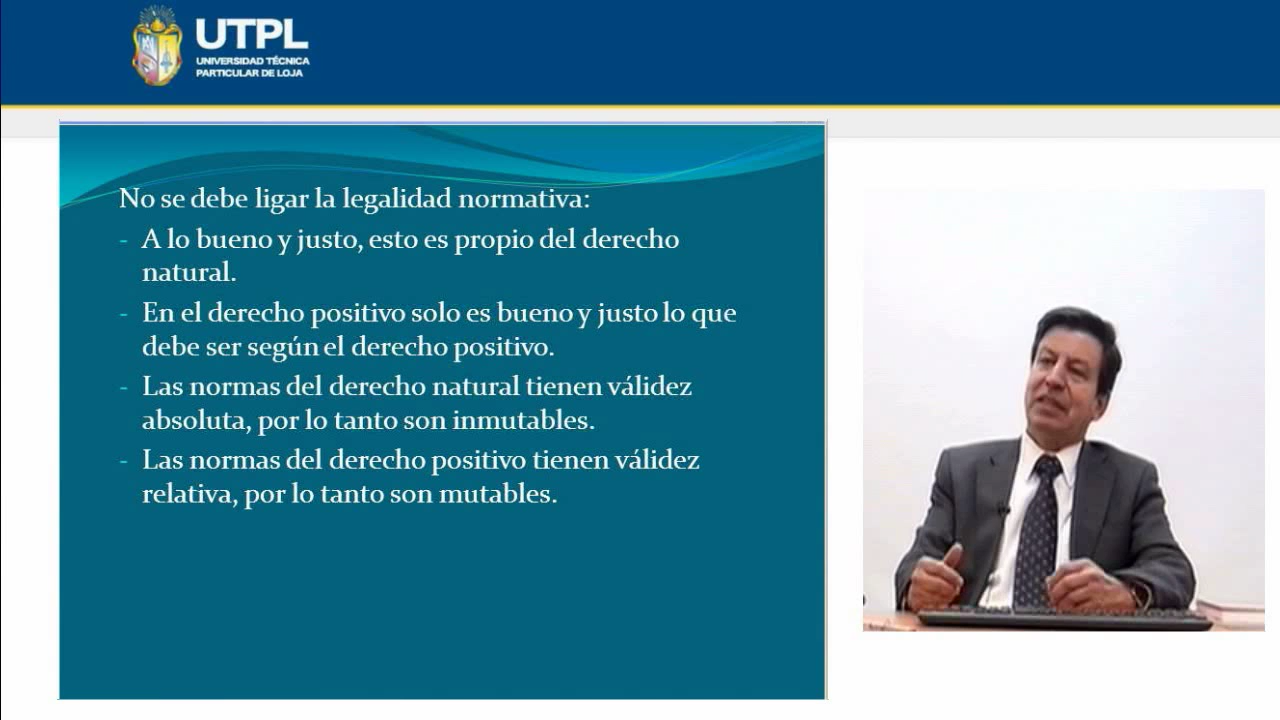 UTPL
UNIVERSIDAD TÉCNICA
PARTICULAR DE LOJA
No se debe ligar la legalidad normativa:
- A lo bueno y justo, esto es propio del derecho
natural.
- En el derecho positivo solo es bueno y justo lo que
debe ser según el derecho positivo.
- Las normas del derecho natural tienen válidez
absoluta, por lo tanto son inmutables.
- Las normas del derecho positivo tienen válidez
relativa, por lo tanto son mutables.